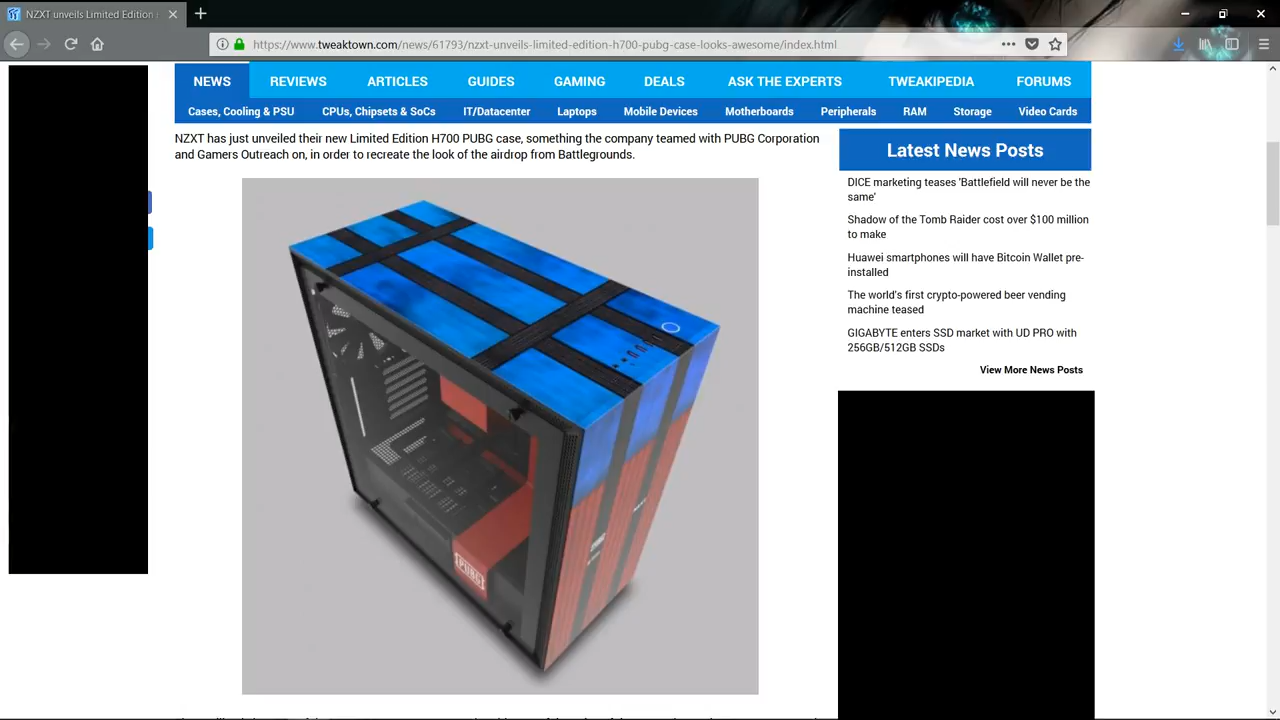 NZXT unveils Limited Edition
https://www.tweaktown.com/news/61793/nzxt-unveils-limited-edition-h700-pubg-case-looks-awesome/index.html
NEWS REVIEWS ARTICLES GUIDES GAMING DEALS ASK THE EXPERTS TWEAKIPEDIA FORUMS
Cases, Cooling & PSU CPUs, Chipsets & SoCs IT/Datacenter Laptops Mobile Devices Motherboards Peripherals RAM Storage Video Cards
NZXT has just unveiled their new Limited Edition H700 PUBG case, something the company teamed with PUBG Corporation
and Gamers Outreach on, in order to recreate the look of the airdrop from Battlegrounds.
PUBG
Latest News Posts
DICE marketing teases 'Battlefield will never be the
same'
Shadow of the Tomb Raider cost over $100 million
to make
Huawei smartphones will have Bitcoin Wallet pre-
installed
The world's first crypto-powered beer vending
machine teased
GIGABYTE enters SSD market with UD PRO with
256GB/512GB SSDs
View More News Posts